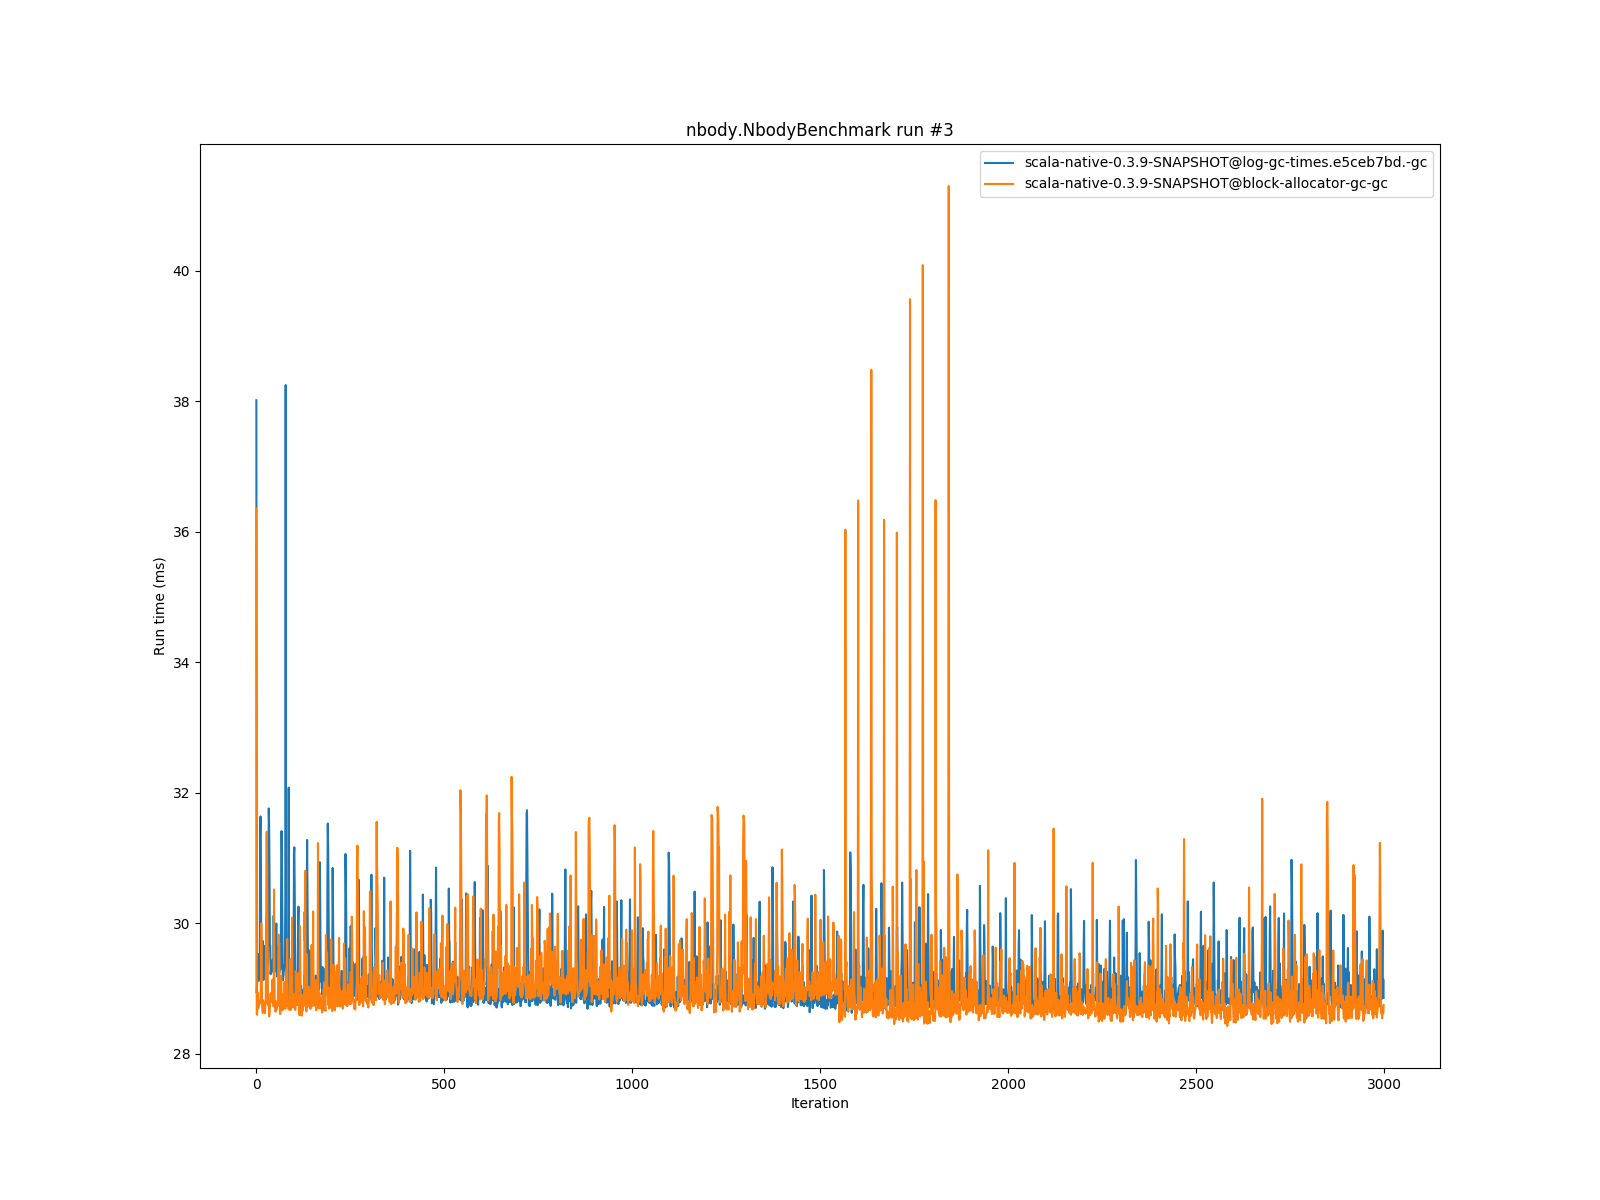 nbody.NbodyBenchmark run #3
scala-native-0.3.9-SNAPSHOT@log-gc-times.e5ceb7bd.-gc
scala-native-0.3.9-SNAPSHOT@block-allocator-gc-gc
40
38
36
34
32
30
28
Run time (ms)
0 500 1000 1500 2000 2500 3000
Iteration